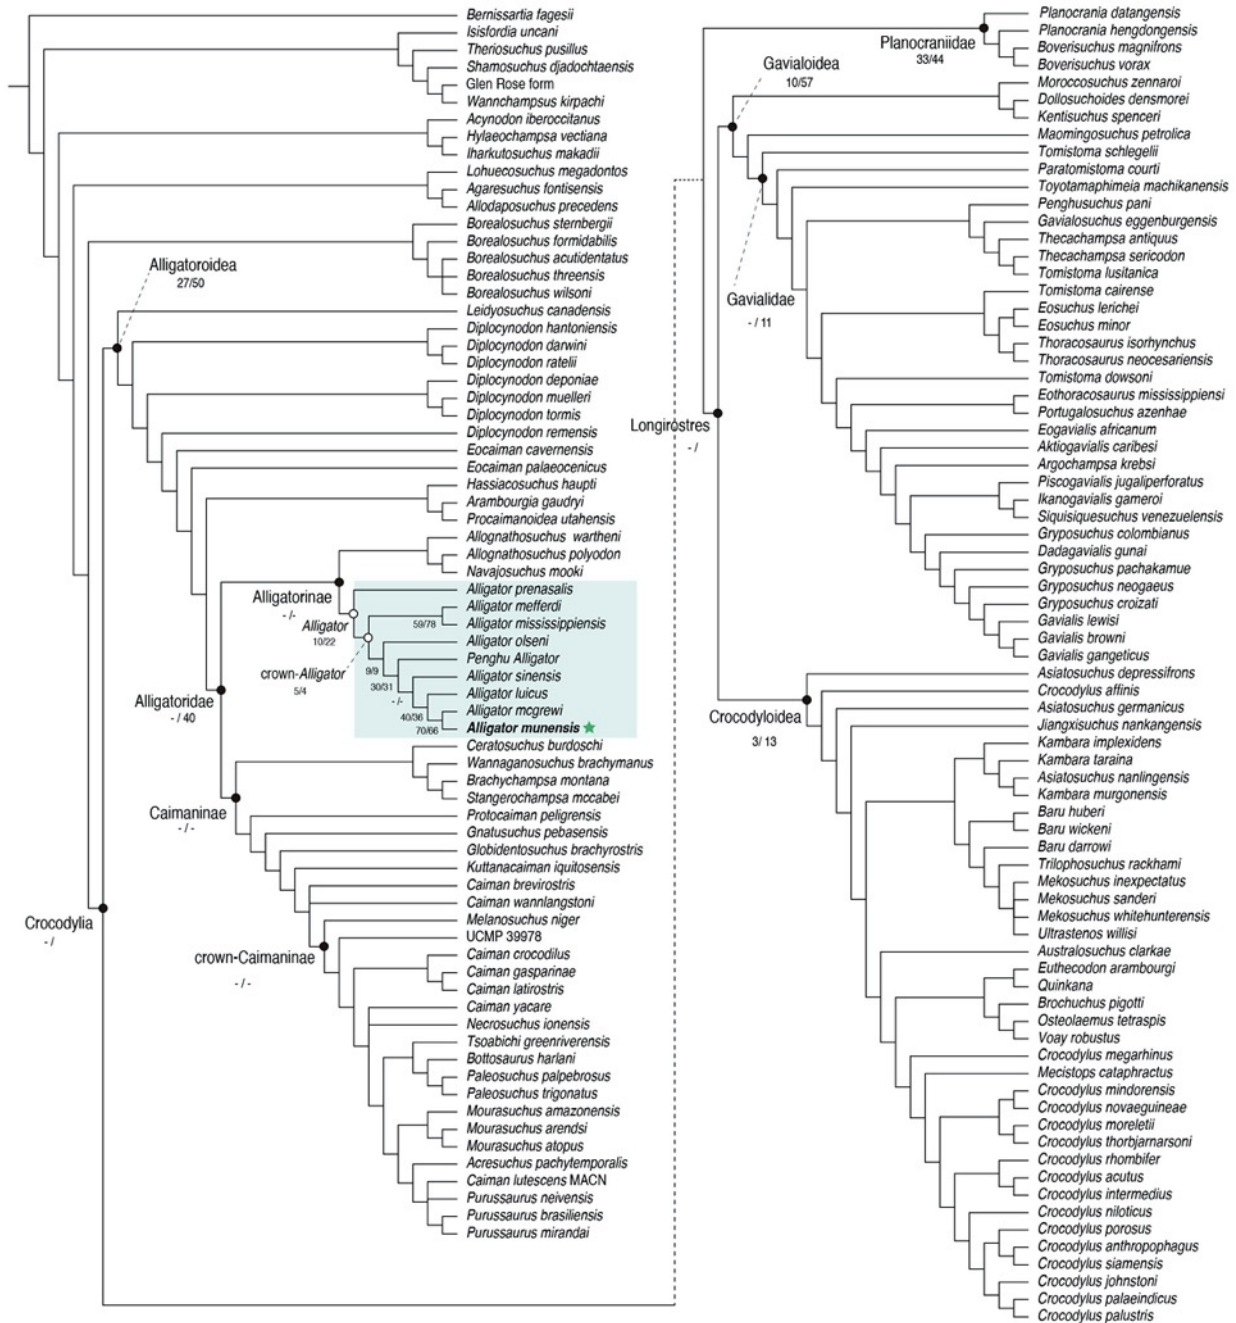 Bernissartia fagesii
Isisfordia uncani
Theriosuchus pusillus
Shamosuchus djadochtaensis
Glen Rose form
Wannchampsus kirpachi
Acynodon iberoccitanus
Hylaeochampsa vectiana
Iharkutosuchus makadii
Lohuecosuchus megadontos
Agaresuchus fontisensis
Allodaposuchus precedens
Borealosuchus sternbergii
Borealosuchus formidabilis
Borealosuchus acutidentatus
Borealosuchus threensis
Borealosuchus wilsoni
Alligatoroidea
27/50
Leidyosuchus canadensis
Diplocynodon hantoniensis
Diplocynodon darwini
Diplocynodon ratelii
Diplocynodon deponiae
Diplocynodon muelleri
Diplocynodon tormis
Diplocynodon remensis
Eocaiman cavernensis
Eocaiman palaeocenicus
Hassiacosuchus haupti
Arambourgia gaudryi
Procaimanoidea utahensis
Allognathosuchus wartheni
Allognathosuchus polyodon
Navajosuchus mooki
Alligatorinae
- /-
Alligator prenasalis
Alligator mefferdi
Alligator mississippiensis
Alligator olseni
Penghu Alligator
Alligator sinensis
Alligator luicus
Alligator mcgrewi
Alligator munensis
Alligator
10/22
59/78
crown-Alligator
5/4
9/9
30/31
-/-
40/36
70/66
Alligatoridae
- / 40
Ceratosuchus burdoschi
Wannaganosuchus brachymanus
Brachychampsa montana
Stangerochampsa mccabei
Caimaninae
- / -
Protocaiman peligrensis
Gnatusuchus pebasensis
Globidentosuchus brachyrostris
Kuttanacaiman iquitosensis
Caiman brevirostris
Caiman wannlangstoni
Melanosuchus niger
UCMP 39978
Caiman crocodilus
Caiman gasparinae
Caiman latirostris
Caiman yacare
Necrosuchus ionensis
Tsoabichi greenriverensis
Bottosaurus harlani
Paleosuchus palpebrosus
Paleosuchus trigonatus
Mourasuchus amazonensis
Mourasuchus arendsi
Mourasuchus atopus
Acresuchus pachytemporalis
Caiman lutescens MACN
Purussaurus neivensis
Purussaurus brasiliensis
Purussaurus mirandai
Crocodylia
- /
crown-Caimaninae
- / -
Planocrania datangensis
Planocrania hengdongensis
Boverisuchus magnifrons
Boverisuchus vorax
Planocraniidae
33/44
Gavialoidea
10/57
Moroccosuchus zennaroi
Dollosuchoides densmorei
Kentisuchus spenceri
Maomingosuchus petrolica
Tomistoma schlegelii
Paratomistoma courti
Toyotamaphimeia machikanensis
Penghusuchus pani
Gavialosuchus eggenburgensis
Thecachampsa antiquus
Thecachampsa sericodon
Tomistoma lusitanica
Gavialidae
- / 11
Tomistoma cairense
Eosuchus lerichei
Eosuchus minor
Thoracosaurus isorhynchus
Thoracosaurus neocesariensis
Tomistoma dowsoni
Eothoracosaurus mississippiensi
Portugalosuchus azenhae
Longirostres
- /
Eogavialis africanum
Aktiogavialis caribesi
Argochampsa krebsi
Piscogavialis jugaliperforatus
Ikanogavialis gameroi
Siquisiquesuchus venezuelensis
Gryposuchus colombianus
Dadagavialis gunai
Gryposuchus pachakamue
Gryposuchus neogaeus
Gryposuchus croizati
Gavialis lewisi
Gavialis browni
Gavialis gangeticus
Crocodyloidea
3/ 13
Asiatosuchus depressifrons
Crocodylus affinis
Asiatosuchus germanicus
Jiangxisuchus nankangensis
Kambara implexidens
Kambara taraina
Asiatosuchus nanlingensis
Kambara murgonensis
Baru huberi
Baru wickeni
Baru darrowi
Trilophosuchus rackhami
Mekosuchus inexpectatus
Mekosuchus sanderi
Mekosuchus whitehunterensis
Ultrastenos willisi
Australosuchus clarkae
Euthecodon arambourgi
Quinkana
Brochuchus pigotti
Osteolaemus tetraspis
Voay robustus
Crocodylus megarhinus
Mecistops cataphractus
Crocodylus mindorensis
Crocodylus novaeguineae
Crocodylus moreletii
Crocodylus thorbjarnarsoni
Crocodylus rhombifer
Crocodylus acutus
Crocodylus intermedius
Crocodylus niloticus
Crocodylus porosus
Crocodylus anthropophagus
Crocodylus siamensis
Crocodylus johnstoni
Crocodylus palaeindicus
Crocodylus palustris